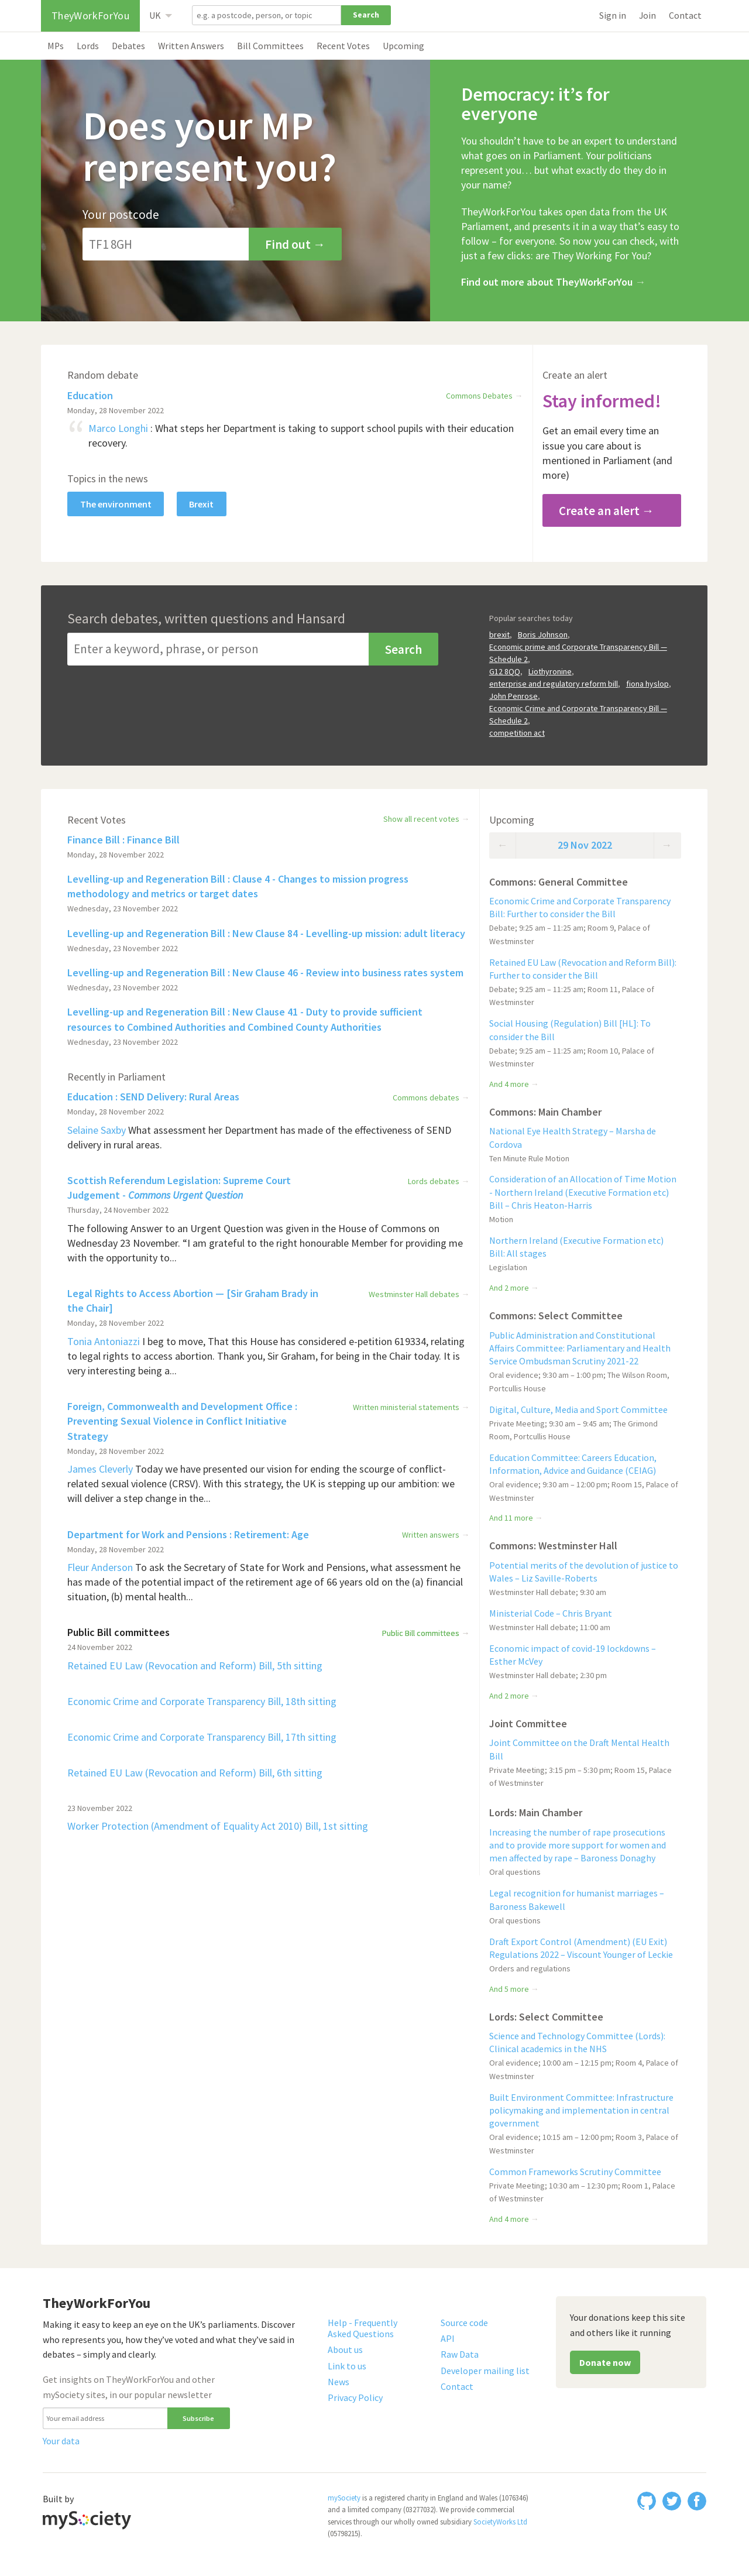 TheyWorkForYou
UK
e.g. a postcode, person, or topic
Search
Sign in
Join
Contact
MPs
Lords
Debates
Written Answers
Bill Committees
Recent Votes
Upcoming
Does your MP
represent you?
Your postcode
TF1 8GH
Find out →
Democracy: it’s for
everyone
You shouldn’t have to be an expert to understand
what goes on in Parliament. Your politicians
represent you… but what exactly do they do in
your name?
TheyWorkForYou takes open data from the UK
Parliament, and presents it in a way that’s easy to
follow – for everyone. So now you can check, with
just a few clicks: are They Working For You?
Find out more about TheyWorkForYou →
Random debate
Education
Commons Debates →
Monday, 28 November 2022
“ Marco Longhi : What steps her Department is taking to support school pupils with their education
recovery.
Topics in the news
The environment
Brexit
Create an alert
Stay informed!
Get an email every time an
issue you care about is
mentioned in Parliament (and
more)
Create an alert →
Search debates, written questions and Hansard
Enter a keyword, phrase, or person
Search
Popular searches today
brexit, Boris Johnson,
Economic prime and Corporate Transparency Bill —
Schedule 2,
G12 8QQ, Liothyronine,
enterprise and regulatory reform bill, fiona hyslop,
John Penrose,
Economic Crime and Corporate Transparency Bill —
Schedule 2,
competition act
Recent Votes
Show all recent votes →
Finance Bill : Finance Bill
Monday, 28 November 2022
Levelling-up and Regeneration Bill : Clause 4 - Changes to mission progress
methodology and metrics or target dates
Wednesday, 23 November 2022
Levelling-up and Regeneration Bill : New Clause 84 - Levelling-up mission: adult literacy
Wednesday, 23 November 2022
Levelling-up and Regeneration Bill : New Clause 46 - Review into business rates system
Wednesday, 23 November 2022
Levelling-up and Regeneration Bill : New Clause 41 - Duty to provide sufficient
resources to Combined Authorities and Combined County Authorities
Wednesday, 23 November 2022
Recently in Parliament
Education : SEND Delivery: Rural Areas
Commons debates →
Monday, 28 November 2022
Selaine Saxby What assessment her Department has made of the effectiveness of SEND
delivery in rural areas.
Scottish Referendum Legislation: Supreme Court
Judgement - Commons Urgent Question
Lords debates →
Thursday, 24 November 2022
The following Answer to an Urgent Question was given in the House of Commons on
Wednesday 23 November. “I am grateful to the right honourable Member for providing me
with the opportunity to...
Legal Rights to Access Abortion — [Sir Graham Brady in
the Chair]
Westminster Hall debates →
Monday, 28 November 2022
Tonia Antoniazzi I beg to move, That this House has considered e-petition 619334, relating
to legal rights to access abortion. Thank you, Sir Graham, for being in the Chair today. It is
very interesting being a...
Foreign, Commonwealth and Development Office :
Preventing Sexual Violence in Conflict Initiative
Strategy
Written ministerial statements →
Monday, 28 November 2022
James Cleverly Today we have presented our vision for ending the scourge of conflict-
related sexual violence (CRSV). With this strategy, the UK is stepping up our ambition: we
will deliver a step change in the...
Department for Work and Pensions : Retirement: Age
Written answers →
Monday, 28 November 2022
Fleur Anderson To ask the Secretary of State for Work and Pensions, what assessment he
has made of the potential impact of the retirement age of 66 years old on the (a) financial
situation, (b) mental health...
Public Bill committees
Public Bill committees →
24 November 2022
Retained EU Law (Revocation and Reform) Bill, 5th sitting
Economic Crime and Corporate Transparency Bill, 18th sitting
Economic Crime and Corporate Transparency Bill, 17th sitting
Retained EU Law (Revocation and Reform) Bill, 6th sitting
23 November 2022
Worker Protection (Amendment of Equality Act 2010) Bill, 1st sitting
Upcoming
← 29 Nov 2022 →
Commons: General Committee
Economic Crime and Corporate Transparency
Bill: Further to consider the Bill
Debate; 9:25 am – 11:25 am; Room 9, Palace of
Westminster
Retained EU Law (Revocation and Reform Bill):
Further to consider the Bill
Debate; 9:25 am – 11:25 am; Room 11, Palace of
Westminster
Social Housing (Regulation) Bill [HL]: To
consider the Bill
Debate; 9:25 am – 11:25 am; Room 10, Palace of
Westminster
And 4 more →
Commons: Main Chamber
National Eye Health Strategy – Marsha de
Cordova
Ten Minute Rule Motion
Consideration of an Allocation of Time Motion
- Northern Ireland (Executive Formation etc)
Bill – Chris Heaton-Harris
Motion
Northern Ireland (Executive Formation etc)
Bill: All stages
Legislation
And 2 more →
Commons: Select Committee
Public Administration and Constitutional
Affairs Committee: Parliamentary and Health
Service Ombudsman Scrutiny 2021-22
Oral evidence; 9:30 am – 1:00 pm; The Wilson Room,
Portcullis House
Digital, Culture, Media and Sport Committee
Private Meeting; 9:30 am – 9:45 am; The Grimond
Room, Portcullis House
Education Committee: Careers Education,
Information, Advice and Guidance (CEIAG)
Oral evidence; 9:30 am – 12:00 pm; Room 15, Palace of
Westminster
And 11 more →
Commons: Westminster Hall
Potential merits of the devolution of justice to
Wales – Liz Saville-Roberts
Westminster Hall debate; 9:30 am
Ministerial Code – Chris Bryant
Westminster Hall debate; 11:00 am
Economic impact of covid-19 lockdowns –
Esther McVey
Westminster Hall debate; 2:30 pm
And 2 more →
Joint Committee
Joint Committee on the Draft Mental Health
Bill
Private Meeting; 3:15 pm – 5:30 pm; Room 15, Palace
of Westminster
Lords: Main Chamber
Increasing the number of rape prosecutions
and to provide more support for women and
men affected by rape – Baroness Donaghy
Oral questions
Legal recognition for humanist marriages –
Baroness Bakewell
Oral questions
Draft Export Control (Amendment) (EU Exit)
Regulations 2022 – Viscount Younger of Leckie
Orders and regulations
And 5 more →
Lords: Select Committee
Science and Technology Committee (Lords):
Clinical academics in the NHS
Oral evidence; 10:00 am – 12:15 pm; Room 4, Palace of
Westminster
Built Environment Committee: Infrastructure
policymaking and implementation in central
government
Oral evidence; 10:15 am – 12:00 pm; Room 3, Palace of
Westminster
Common Frameworks Scrutiny Committee
Private Meeting; 10:30 am – 12:30 pm; Room 1, Palace
of Westminster
And 4 more →
TheyWorkForYou
Making it easy to keep an eye on the UK’s parliaments. Discover
who represents you, how they’ve voted and what they’ve said in
debates – simply and clearly.
Get insights on TheyWorkForYou and other
mySociety sites, in our popular newsletter
Your email address
Subscribe
Your data
Help - Frequently
Asked Questions
About us
Link to us
News
Privacy Policy
Source code
API
Raw Data
Developer mailing list
Contact
Your donations keep this site
and others like it running
Donate now
Built by
mySociety
mySociety is a registered charity in England and Wales (1076346)
and a limited company (03277032). We provide commercial
services through our wholly owned subsidiary SocietyWorks Ltd
(05798215).